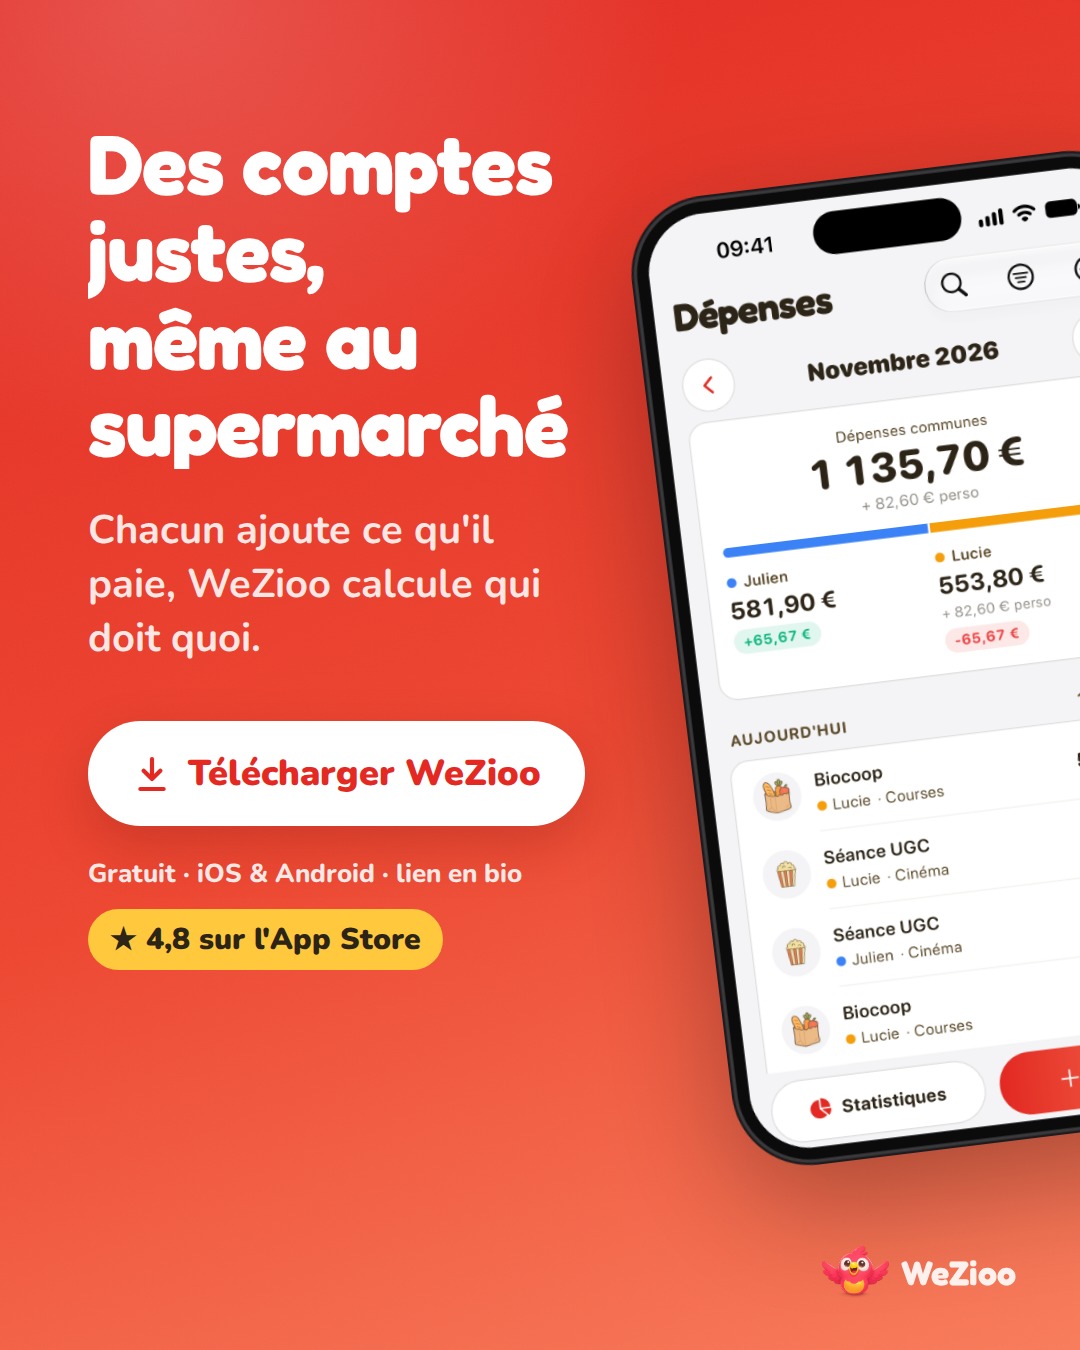 Des comptes
justes,
même au
supermarché
Chacun ajoute ce qu'il
paie, WeZioo calcule qui
doit quoi.
Télécharger WeZioo
Gratuit · iOS & Android · lien en bio
★ 4,8 sur l'App Store
09:41
Dépenses
Novembre 2026
Dépenses communes
1 135,70 €
+ 82,60 € perso
Julien
581,90 €
+65,67 €
Lucie
553,80 €
+ 82,60 € perso
-65,67 €
AUJOURD'HUI
Biocoop
Lucie · Courses
Séance UGC
Lucie · Cinéma
Séance UGC
Julien · Cinéma
Biocoop
Lucie · Courses
Statistiques
WeZioo